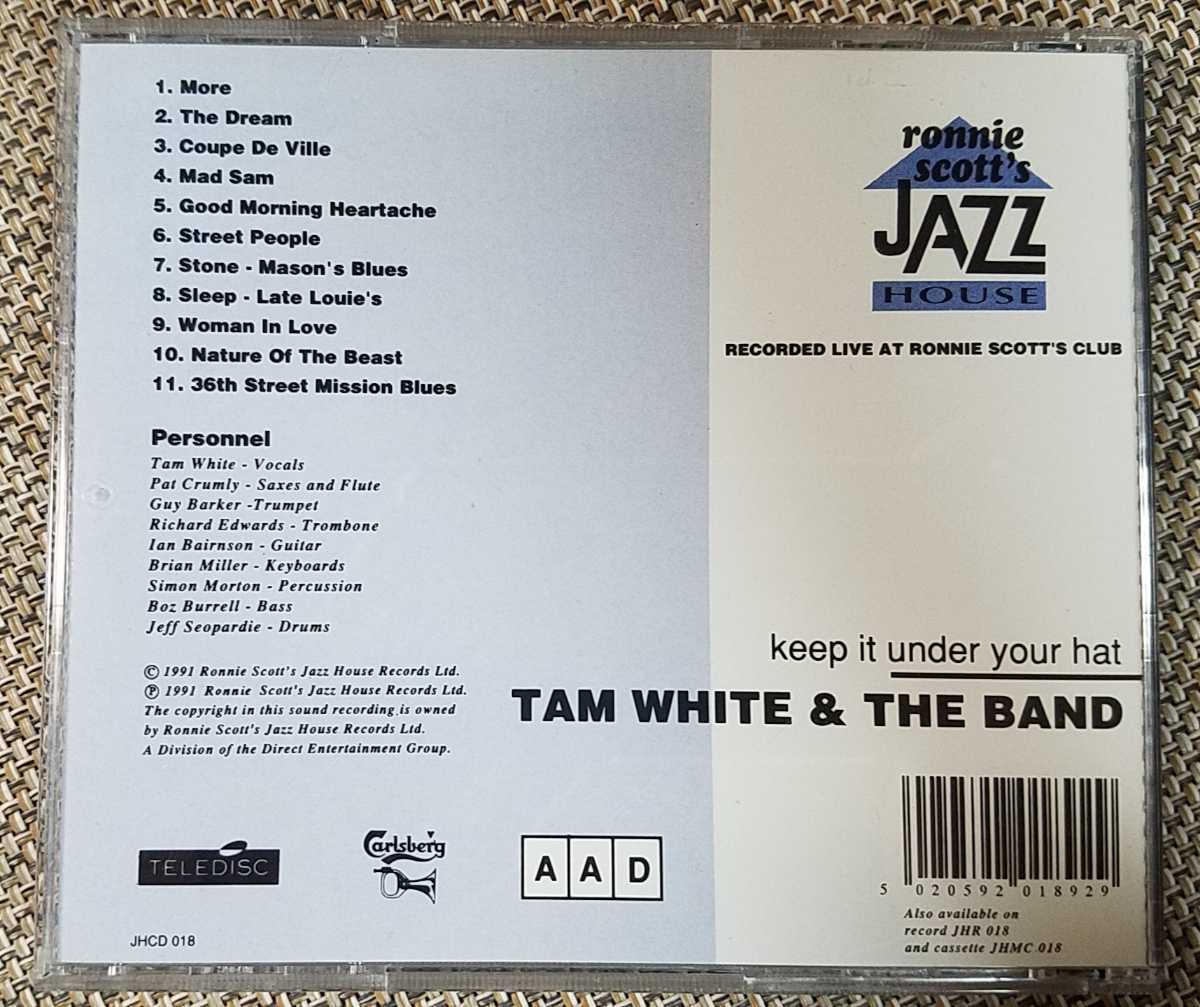 1. More
2. The Dream
3. Coupe De Ville
4. Mad Sam
5. Good Morning Heartache
6. Street People
7. Stone - Mason's Blues
8. Sleep - Late Louie's
9. Woman In Love
10. Nature Of The Beast
11. 36th Street Mission Blues
Personnel
Tam White - Vocals
Pat Crumly - Saxes and Flute
Guy Barker -Trumpet
Richard Edwards - Trombone
Ian Bairnson - Guitar
Brian Miller - Keyboards
Simon Morton - Percussion
Boz Burrell - Bass
Jeff Seopardie - Drums
© 1991 Ronnie Scott's Jazz House Records Ltd.
℗ 1991 Ronnie Scott's Jazz House Records Ltd.
The copyright in this sound recording is owned
by Ronnie Scott's Jazz House Records Ltd.
A Division of the Direct Entertainment Group.
TELEDISC
Carlsberg
AAD
JHCD 018
ronnie
scott's
JAZZ
HOUSE
RECORDED LIVE AT RONNIE SCOTT'S CLUB
keep it under your hat
TAM WHITE & THE BAND
5 020592 018929
Also available on
record JHR 018
and cassette JHMC 018